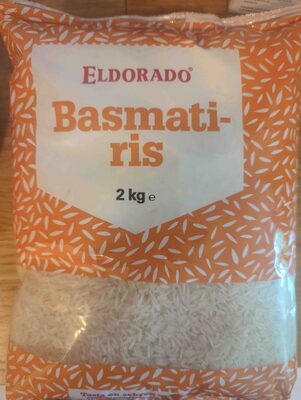 ELDORADO®
Basmati-
ris
2 kg e